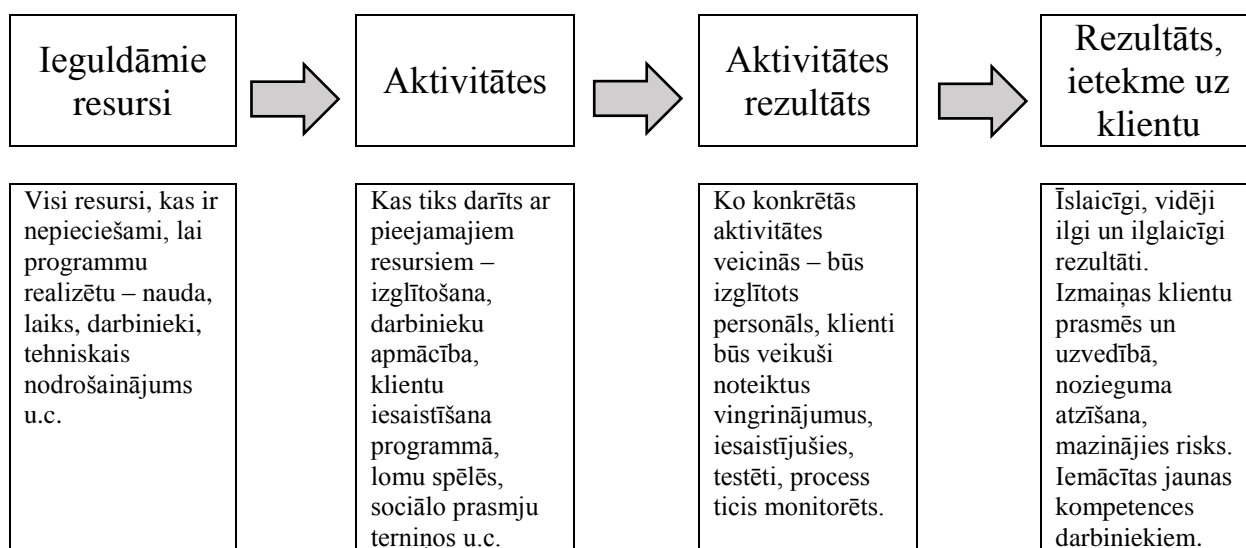 Ieguldāmie
resursi
Aktivitātes
Aktivitātes
rezultāts
Rezultāts,
ietekme uz
klientu
Visi resursi, kas ir
nepieciešami, lai
programmu
realizētu – nauda,
laiks, darbinieki,
tehniskais
nodrošainājums
u.c.
Kas tiks darīts ar
pieejamajiem
resursiem –
izglītošana,
darbinieku
apmācība,
klientu
iesaistīšana
programmā,
lomu spēlēs,
sociālo prasmju
terniņos u.c.
Ko konkrētās
aktivitātes
veicinās – būs
izglītots
personāls, klienti
būs veikuši
noteiktus
vingrinājumus,
iesaistījušies,
testēti, process
ticis monitorēts.
Īslaicīgi, vidēji
ilgi un ilglaicīgi
rezultāti.
Izmaiņas klientu
prasmēs un
uzvedībā,
nozieguma
atzīšana,
mazinājies risks.
Iemācītas jaunas
kompetences
darbiniekiem.